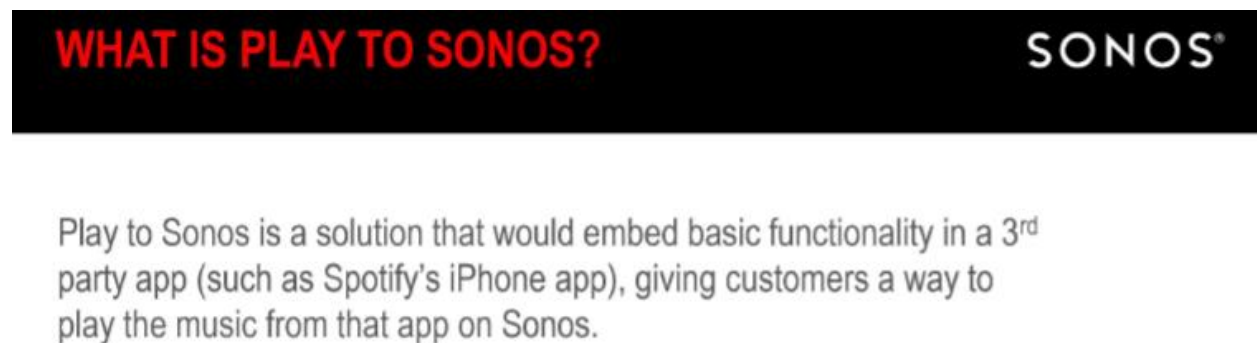 WHAT IS PLAY TO SONOS?
SONOS®
Play to Sonos is a solution that would embed basic functionality in a 3rd
party app (such as Spotify’s iPhone app), giving customers a way to
play the music from that app on Sonos.